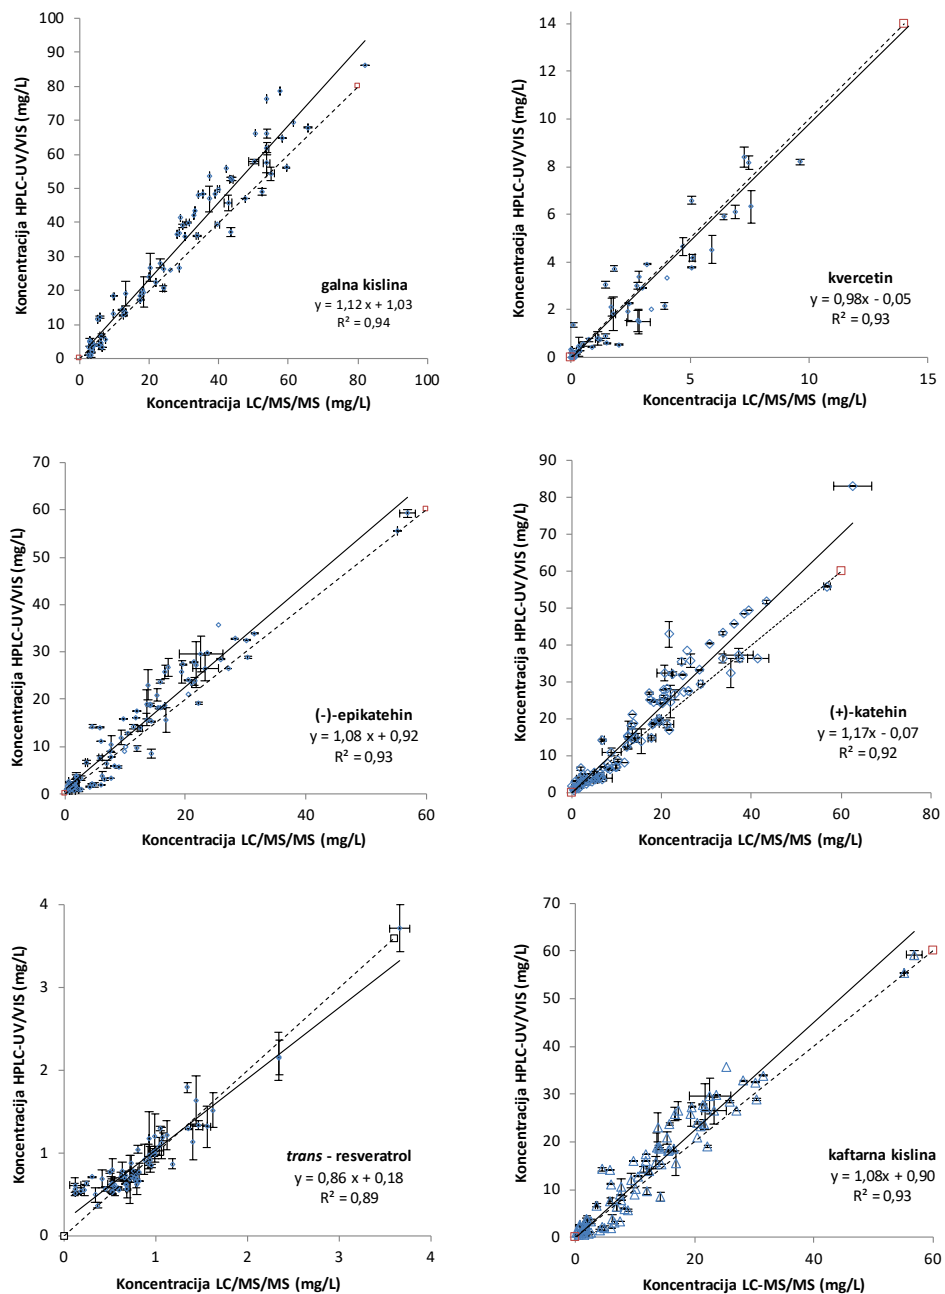 Koncentracija HPLC-UV/VIS (mg/L)
100
90
80
70
60
50
40
30
20
10
0
galna kislina
y = 1,12 x + 1,03
R² = 0,94
0 20 40 60 80 100
Koncentracija LC/MS/MS (mg/L)
Koncentracija HPLC-UV/VIS (mg/L)
14
12
10
8
6
4
2
0
kvercetin
y = 0,98x - 0,05
R² = 0,93
0 5 10 15
Koncentracija LC/MS/MS (mg/L)
Koncentracija HPLC-UV/VIS (mg/L)
70
60
50
40
30
20
10
0
(-)-epikatehin
y = 1,08 x + 0,92
R² = 0,93
0 20 40 60
Koncentracija LC/MS/MS (mg/L)
Koncentracija HPLC-UV/VIS (mg/L)
90
80
70
60
50
40
30
20
10
0
(+)-katehin
y = 1,17x - 0,07
R² = 0,92
0 20 40 60 80
Koncentracija LC/MS/MS (mg/L)
Koncentracija HPLC-UV/VIS (mg/L)
4
3
2
1
0
trans - resveratrol
y = 0,86 x + 0,18
R² = 0,89
0 1 2 3 4
Koncentracija LC/MS/MS (mg/L)
Koncentracija HPLC-UV/VIS (mg/L)
70
60
50
40
30
20
10
0
kaftarna kislina
y = 1,08x + 0,90
R² = 0,93
0 20 40 60
Koncentracija LC-MS/MS (mg/L)